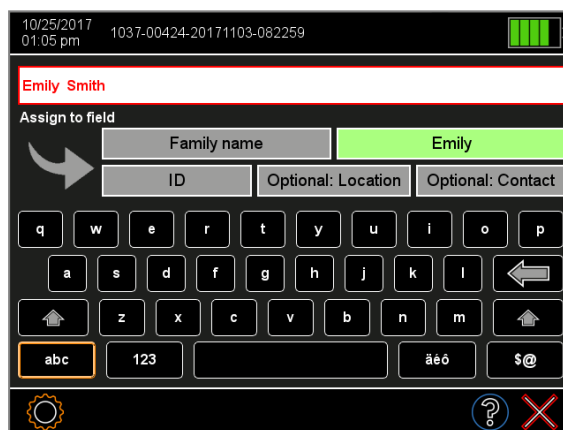 10/25/2017
01:05 pm
1037-00424-20171103-082259
Emily Smith
Assign to field
Family name
Emily
ID
Optional: Location
Optional: Contact
q w e r t y u i o p
a s d f g h j k l
z x c v b n m
abc 123 äéô $@
?